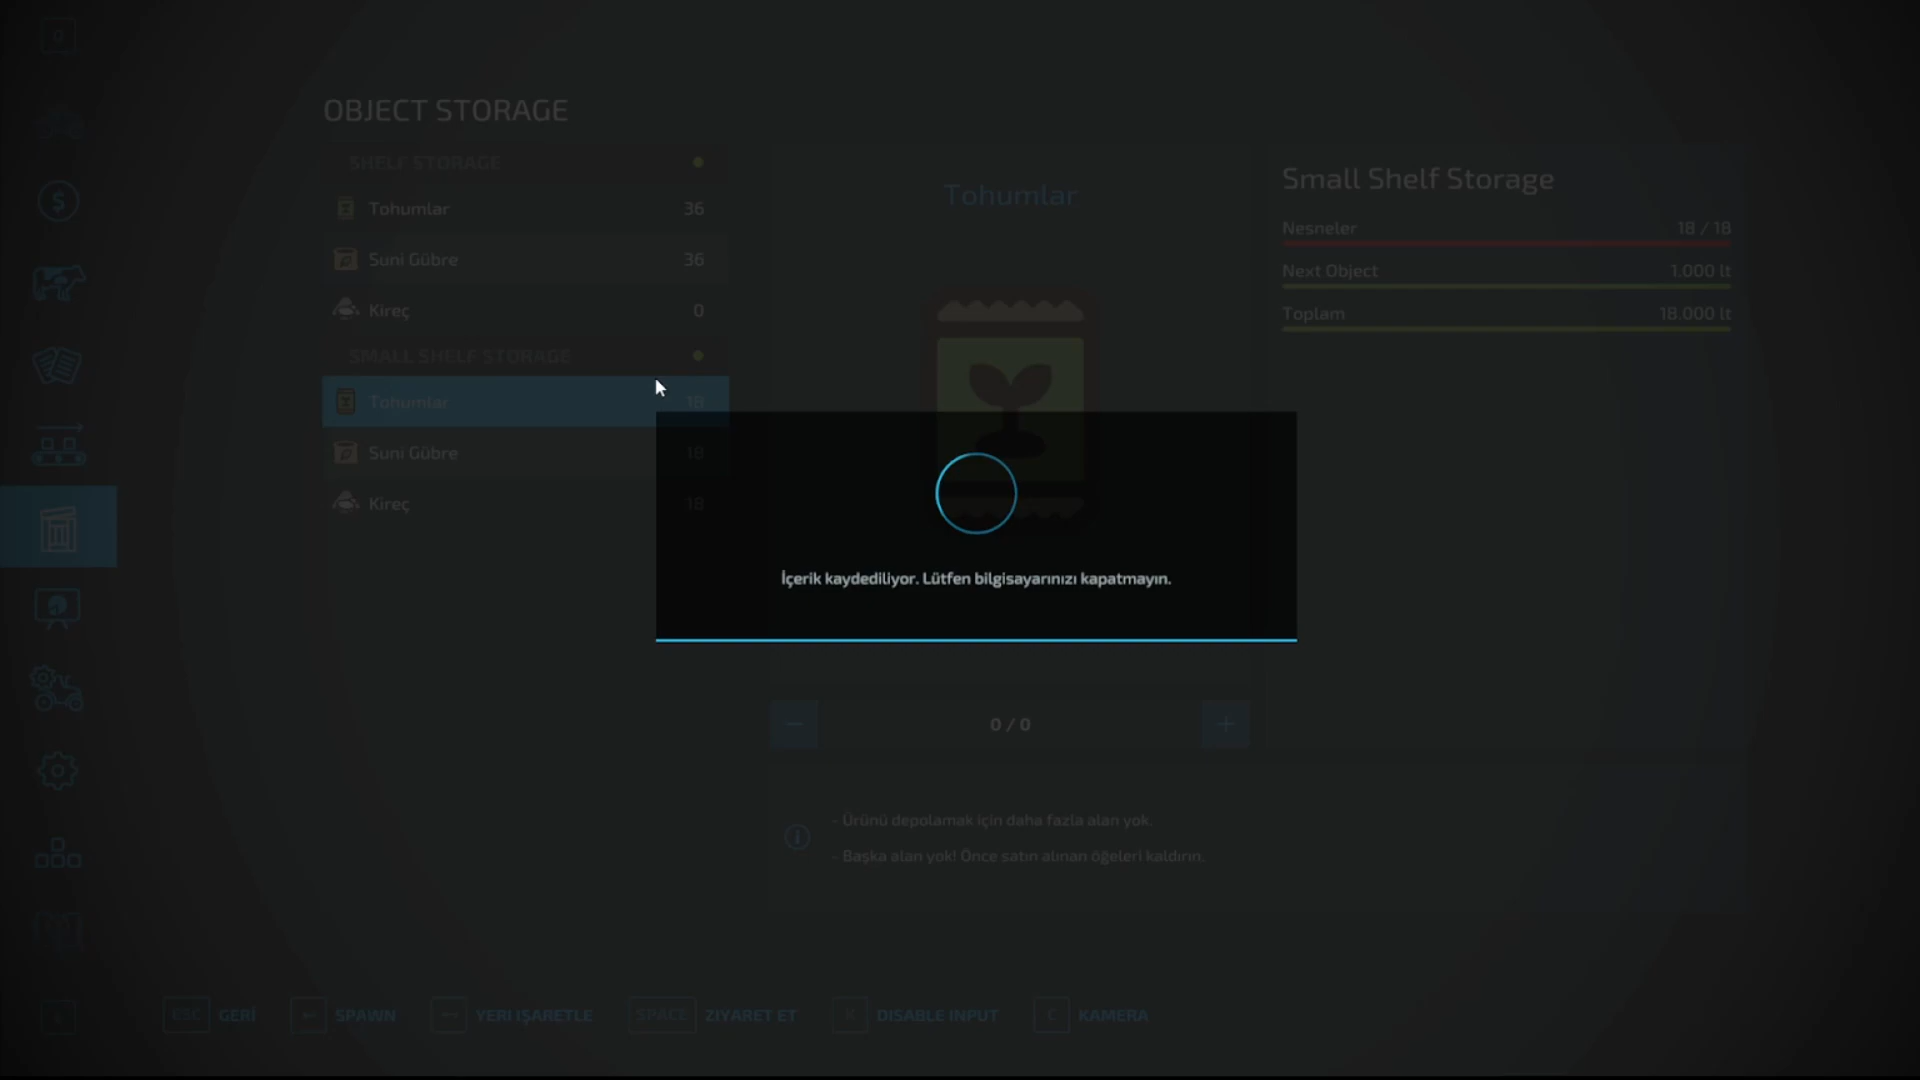 OBJECT STORAGE
SHELF STORAGE
Tohumlar 36
Suni Gübre 36
Kireç 0
SMALL SHELF STORAGE
Tohumlar 18
Suni Gübre 18
Kireç 18
Tohumlar
Small Shelf Storage
Nesneler 18 / 18
Next Object 1.000 lt
Toplam 18.000 lt
İçerik kaydediliyor. Lütfen bilgisayarınızı kapatmayın.
0 / 0
- Ürünü depolamak için daha fazla alan yok.
- Başka alan yok! Önce satın alınan öğeleri kaldırın.
ESC GERİ SPAWN YERI IŞARETLE SPACE ZIYARET ET DISABLE INPUT C KAMERA